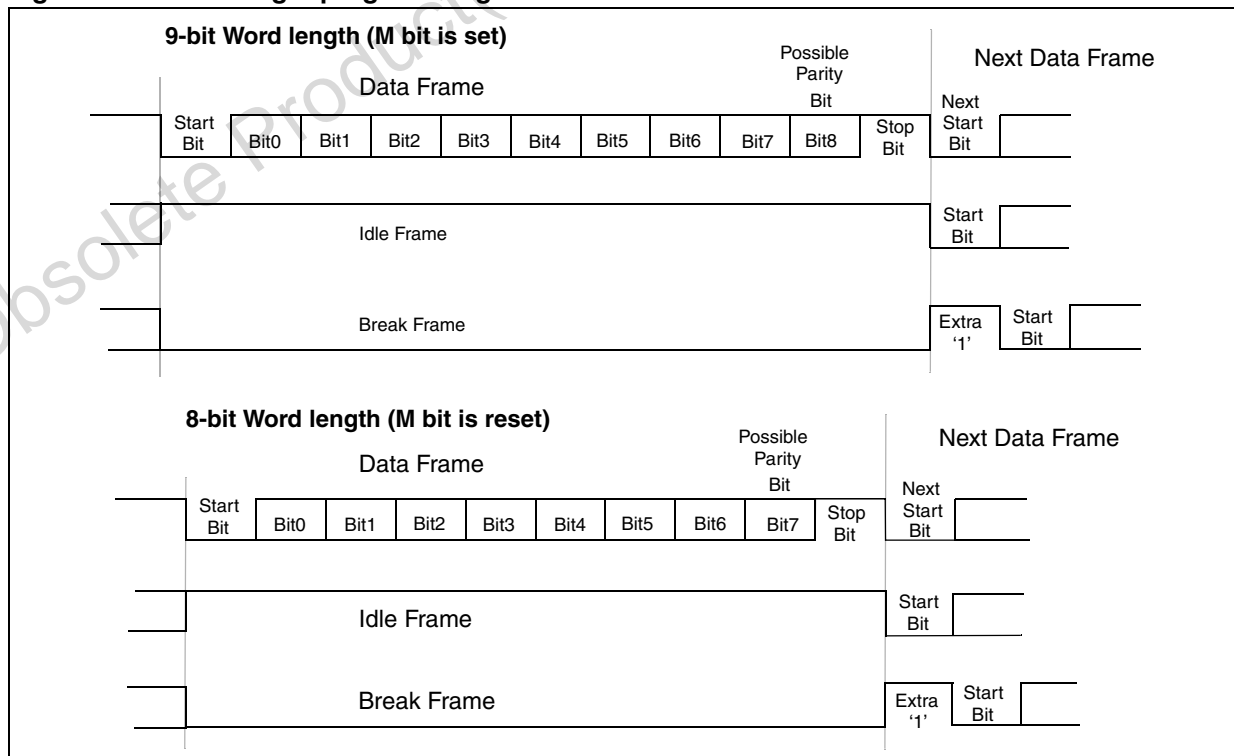 9-bit Word length (M bit is set)
Possible
Parity
Bit
Next Data Frame
Data Frame
Start
Bit
Bit0
Bit1
Bit2
Bit3
Bit4
Bit5
Bit6
Bit7
Bit8
Stop
Bit
Next
Start
Bit
Idle Frame
Start
Bit
Break Frame
Extra
‘1’
Start
Bit
8-bit Word length (M bit is reset)
Possible
Parity
Bit
Next Data Frame
Data Frame
Start
Bit
Bit0
Bit1
Bit2
Bit3
Bit4
Bit5
Bit6
Bit7
Stop
Bit
Next
Start
Bit
Idle Frame
Start
Bit
Break Frame
Extra
‘1’
Start
Bit
Obsolete Product(